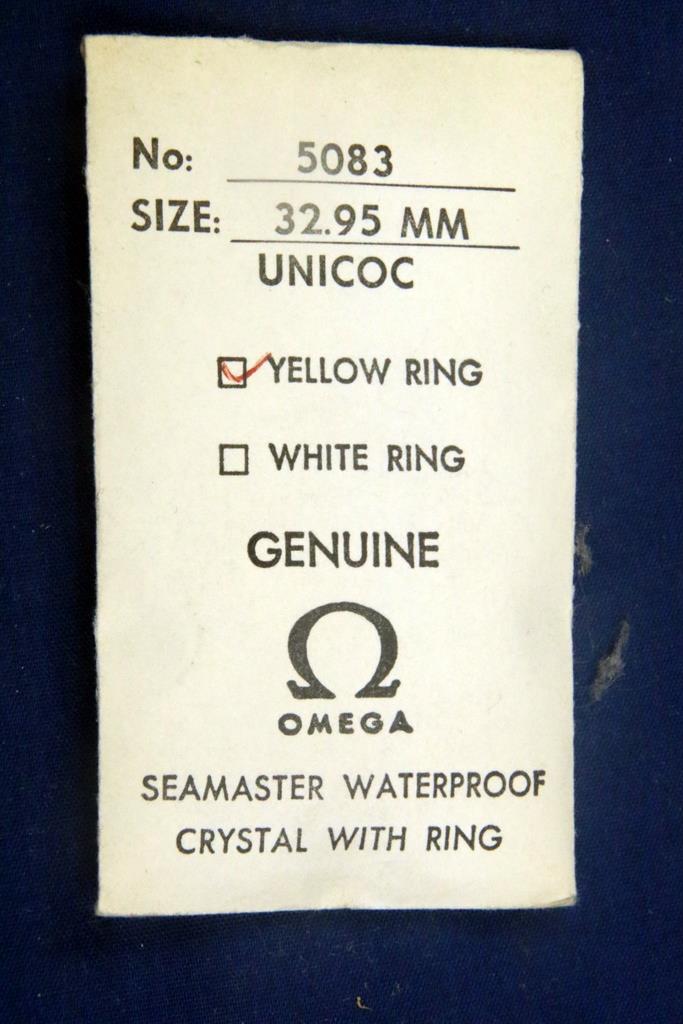 No: 5083
SIZE: 32.95 MM
UNICOC
YELLOW RING
WHITE RING
GENUINE
Ω
OMEGA
SEAMASTER WATERPROOF
CRYSTAL WITH RING